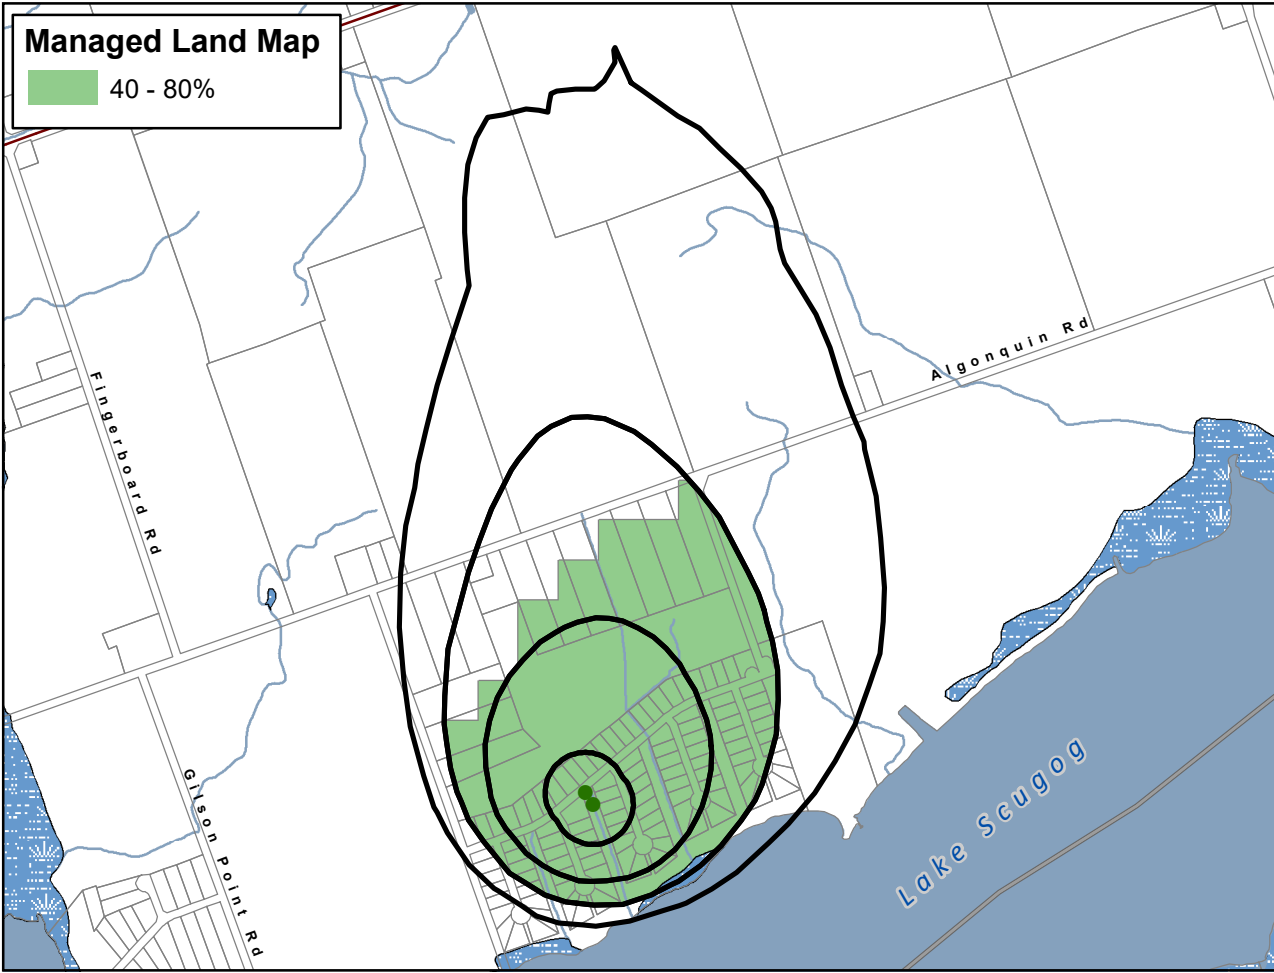 Managed Land Map
40 - 80%
Algonquin Rd
Fingerboard Rd
Gilson Point Rd
Lake Scugog